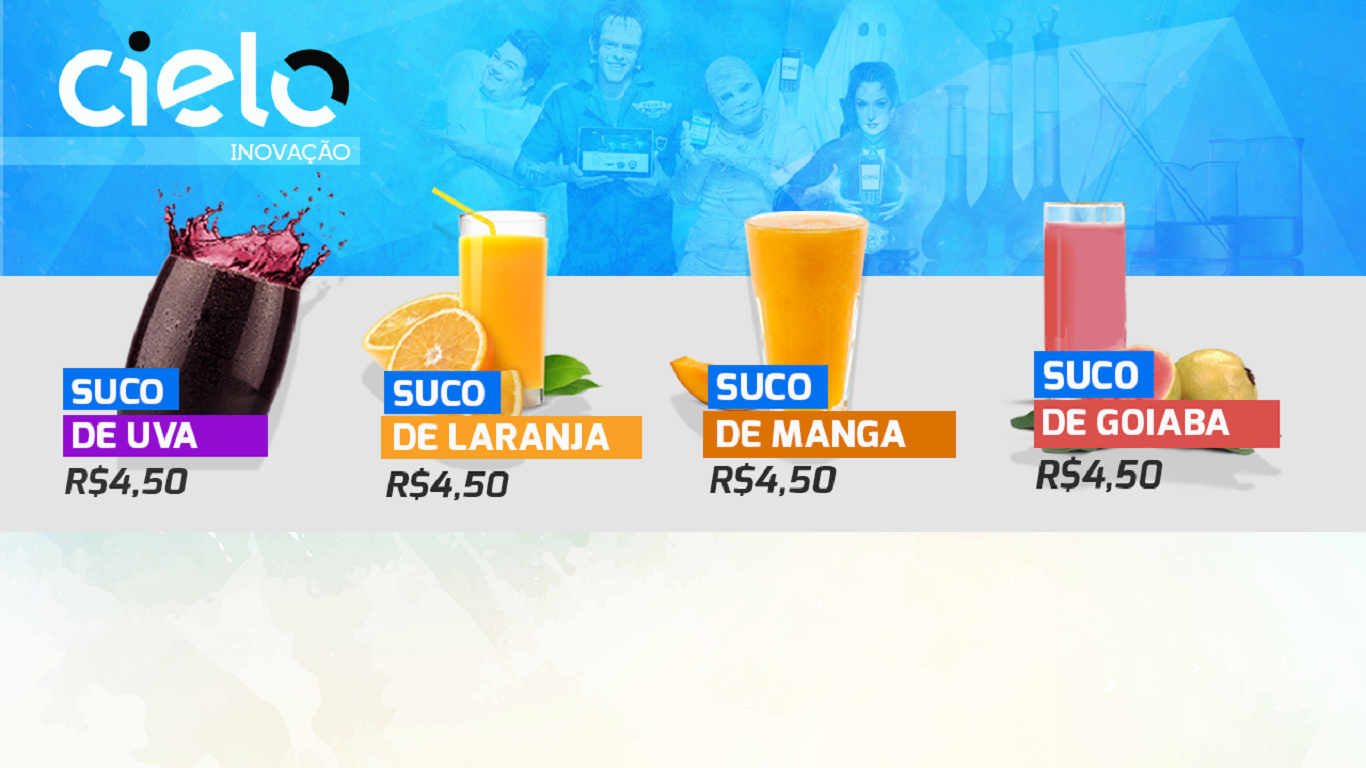 cielo
INOVAÇÃO
SUCO
DE UVA
R$4,50
SUCO
DE LARANJA
R$4,50
SUCO
DE MANGA
R$4,50
SUCO
DE GOIABA
R$4,50